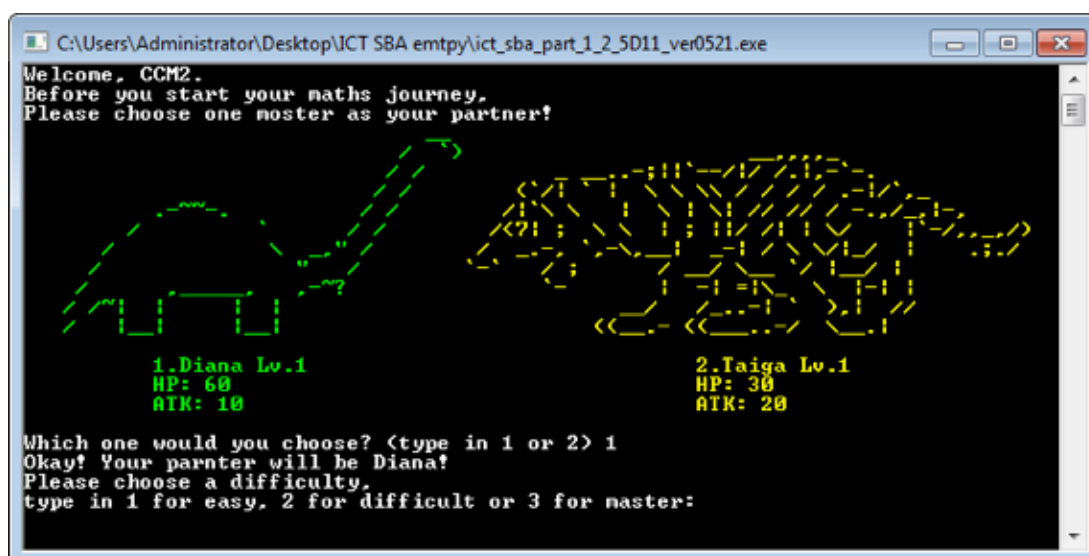 C:\Users\Administrator\Desktop\ICT SBA emtpy\ict_sba_part_1_2_5D11_ver0521.exe
Welcome, CCM2.
Before you start your maths journey,
Please choose one moster as your partner!
1.Diana Lv.1
HP: 60
ATK: 10
2.Taiga Lv.1
HP: 30
ATK: 20
Which one would you choose? (type in 1 or 2) 1
Okay! Your parnter will be Diana!
Please choose a difficulty,
type in 1 for easy, 2 for difficult or 3 for master: